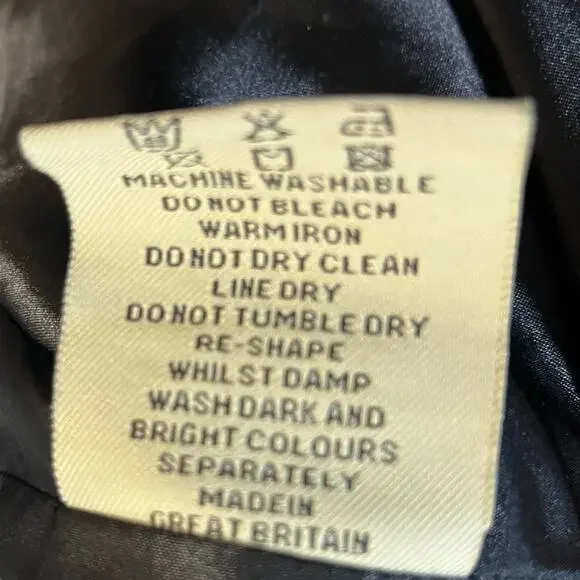 MACHINE WASHABLE
DO NOT BLEACH
WARM IRON
DO NOT DRY CLEAN
LINE DRY
DO NOT TUMBLE DRY
RE-SHAPE
WHILST DAMP
WASH DARK AND
BRIGHT COLOURS
SEPARATELY
MADE IN
GREAT BRITAIN